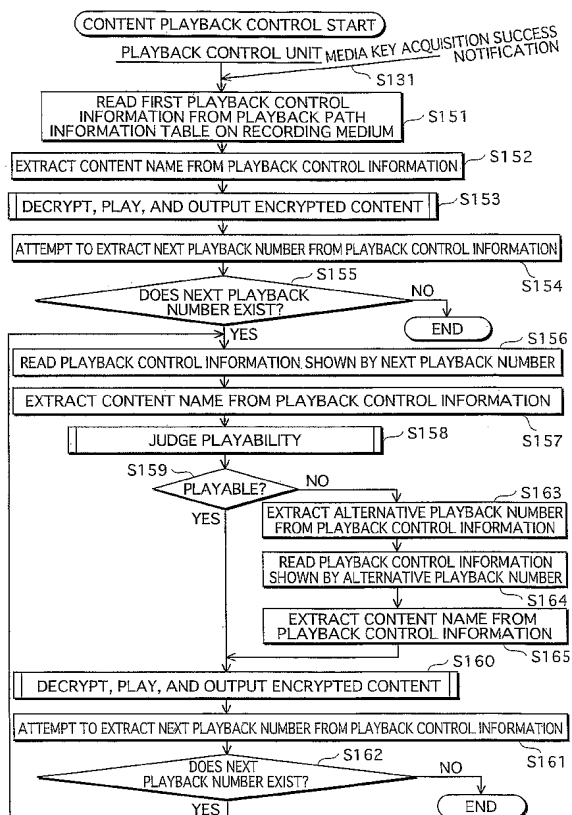 CONTENT PLAYBACK CONTROL START
PLAYBACK CONTROL UNIT
MEDIA KEY ACQUISITION SUCCESS
NOTIFICATION
S131
READ FIRST PLAYBACK CONTROL
INFORMATION FROM PLAYBACK PATH
INFORMATION TABLE ON RECORDING MEDIUM
S151
EXTRACT CONTENT NAME FROM PLAYBACK CONTROL INFORMATION
S152
DECRYPT, PLAY, AND OUTPUT ENCRYPTED CONTENT
S153
ATTEMPT TO EXTRACT NEXT PLAYBACK NUMBER FROM PLAYBACK CONTROL INFORMATION
S154
S155
DOES NEXT PLAYBACK
NUMBER EXIST?
NO
END
YES
S156
READ PLAYBACK CONTROL INFORMATION SHOWN BY NEXT PLAYBACK NUMBER
EXTRACT CONTENT NAME FROM PLAYBACK CONTROL INFORMATION
S157
JUDGE PLAYABILITY
S158
S159
PLAYABLE?
NO
YES
S163
EXTRACT ALTERNATIVE PLAYBACK NUMBER
FROM PLAYBACK CONTROL INFORMATION
READ PLAYBACK CONTROL INFORMATION
SHOWN BY ALTERNATIVE PLAYBACK NUMBER
S164
EXTRACT CONTENT NAME FROM
PLAYBACK CONTROL INFORMATION
S165
S160
DECRYPT, PLAY, AND OUTPUT ENCRYPTED CONTENT
ATTEMPT TO EXTRACT NEXT PLAYBACK NUMBER FROM PLAYBACK CONTROL INFORMATION
S161
S162
DOES NEXT
PLAYBACK NUMBER EXIST?
NO
YES
END